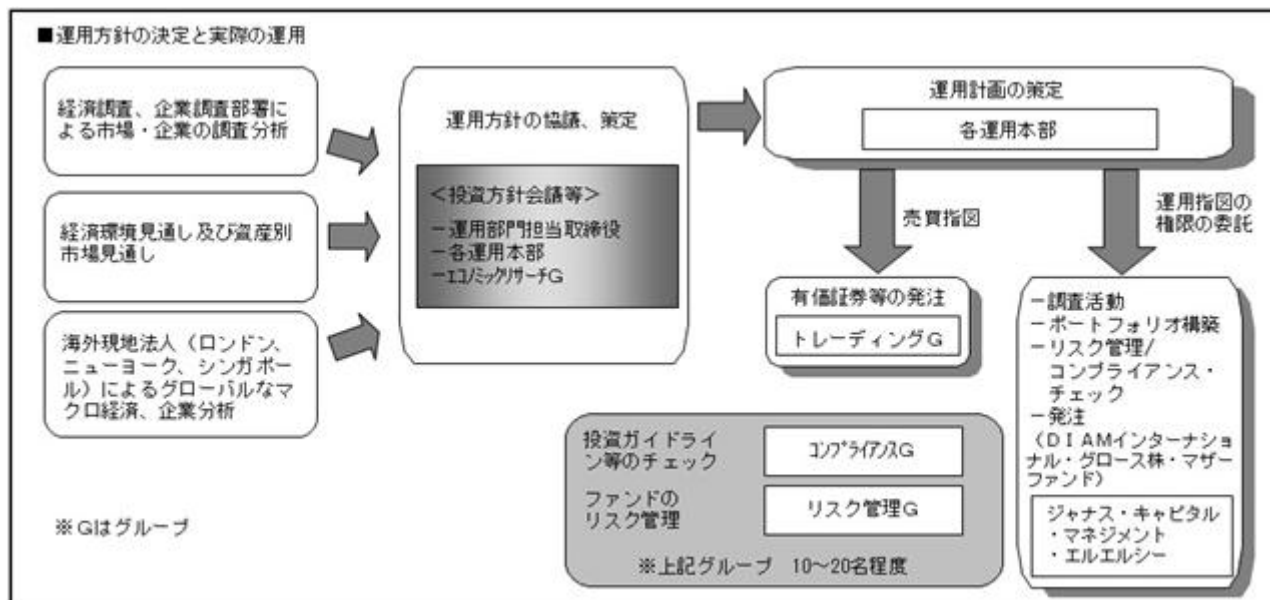 ■運用方針の決定と実際の運用
経済調査、企業調査部署に
よる市場・企業の調査分析
経済環境見通し及び資産別
市場見通し
海外現地法人（ロンドン、
ニューヨーク、シンガポー
ル）によるグローバルなマ
クロ経済、企業分析
※Gはグループ
運用方針の協議、策定
＜投資方針会議等＞
－運用部門担当取締役
－各運用本部
－エコノミックリサーチG
運用計画の策定
各運用本部
売買指図
運用指図の
権限の委託
有価証券等の発注
トレーディングG
－調査活動
－ポートフォリオ構築
－リスク管理/
コンプライアンス・
チェック
－発注
（DIAMインターナショ
ナル・グロース株・マザー
ファンド）
ジャナス・キャピタル
・マネジメント
・エルエルシー
投資ガイドライ
ン等のチェック
コンプライアンスG
ファンドの
リスク管理
リスク管理G
※上記グループ　10～20名程度